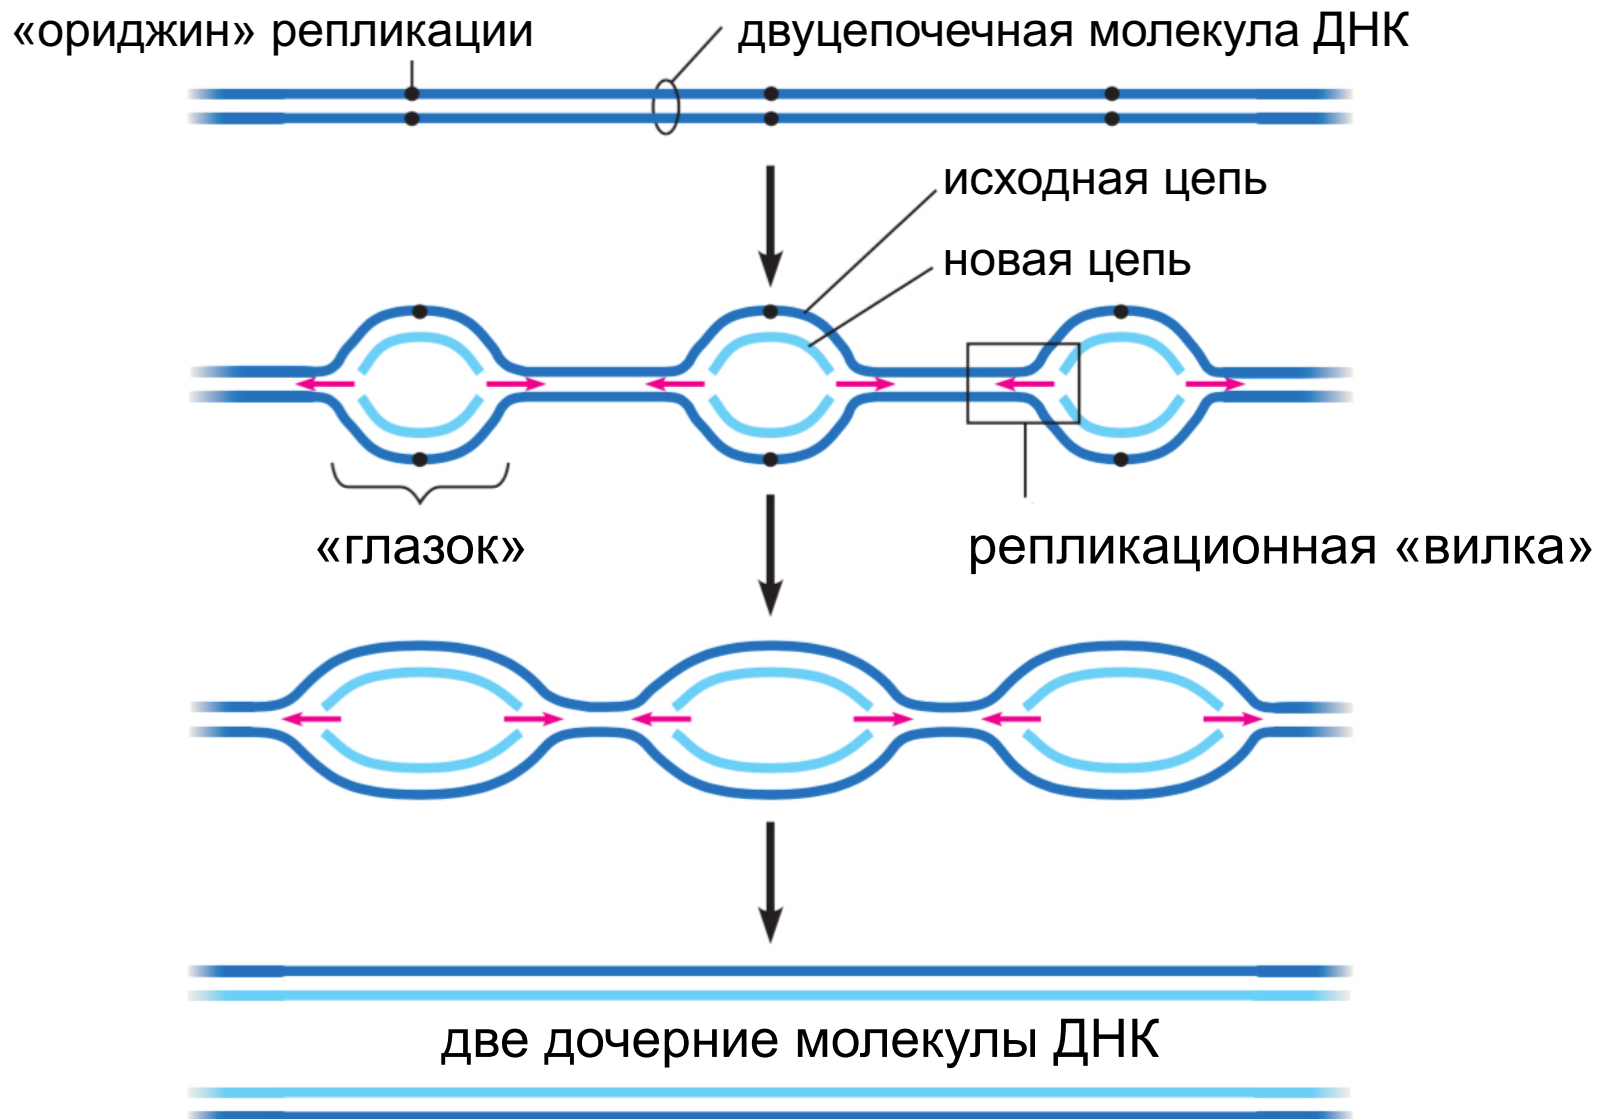 «ориджин» репликации
двуцепочечная молекула ДНК
исходная цепь
новая цепь
«глазок»
репликационная «вилка»
две дочерние молекулы ДНК